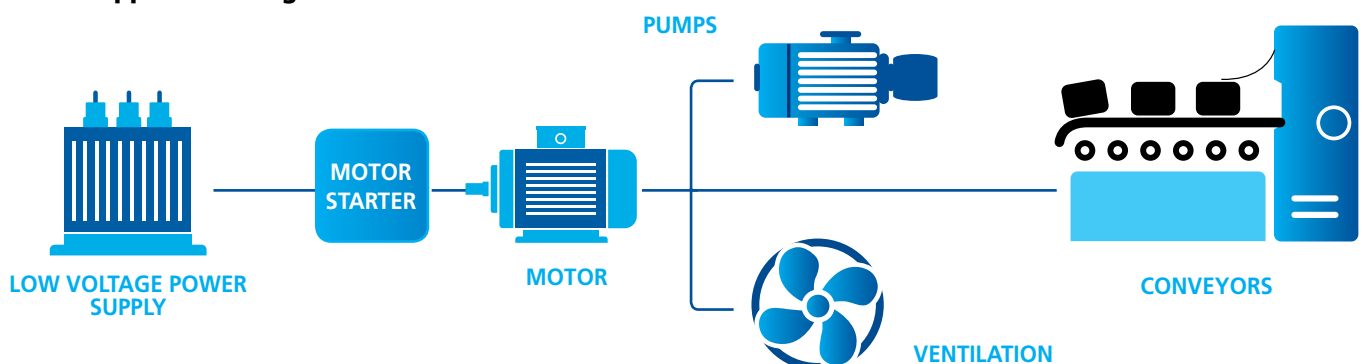 PUMPS
MOTOR
STARTER
LOW VOLTAGE POWER
SUPPLY
MOTOR
CONVEYORS
VENTILATION